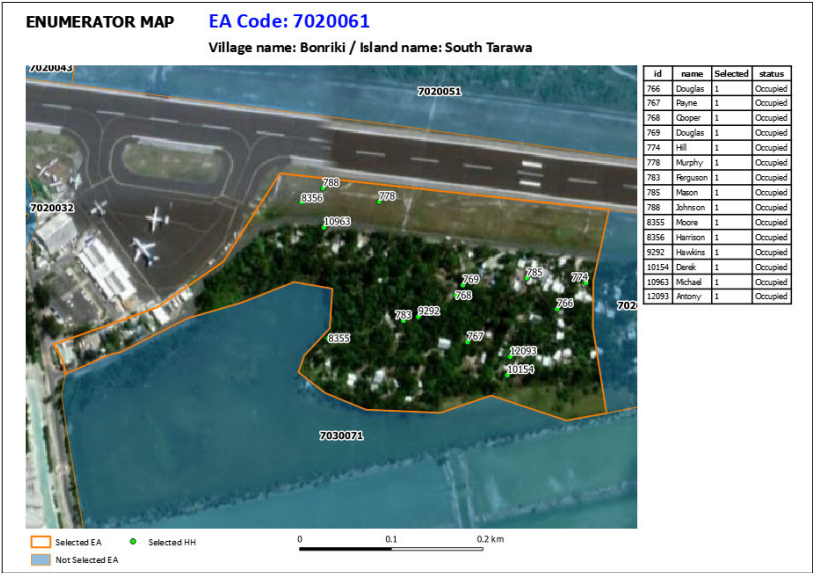 ENUMERATOR MAP
EA Code: 7020061
Village name: Bonriki / Island name: South Tarawa
7020043
7020051
7020032
788
8356
778
10963
769
785
774
768
766
7020
783
9292
767
8355
12093
10154
7030071
id name Selected status
766 Douglas 1 Occupied
767 Payne 1 Occupied
768 Cooper 1 Occupied
769 Douglas 1 Occupied
774 Hill 1 Occupied
778 Murphy 1 Occupied
783 Ferguson 1 Occupied
785 Mason 1 Occupied
788 Johnson 1 Occupied
8355 Moore 1 Occupied
8356 Harrison 1 Occupied
9292 Hawkins 1 Occupied
10154 Derek 1 Occupied
10963 Michael 1 Occupied
12093 Antony 1 Occupied
Selected EA
Selected HH
Not Selected EA
0 0.1 0.2 km